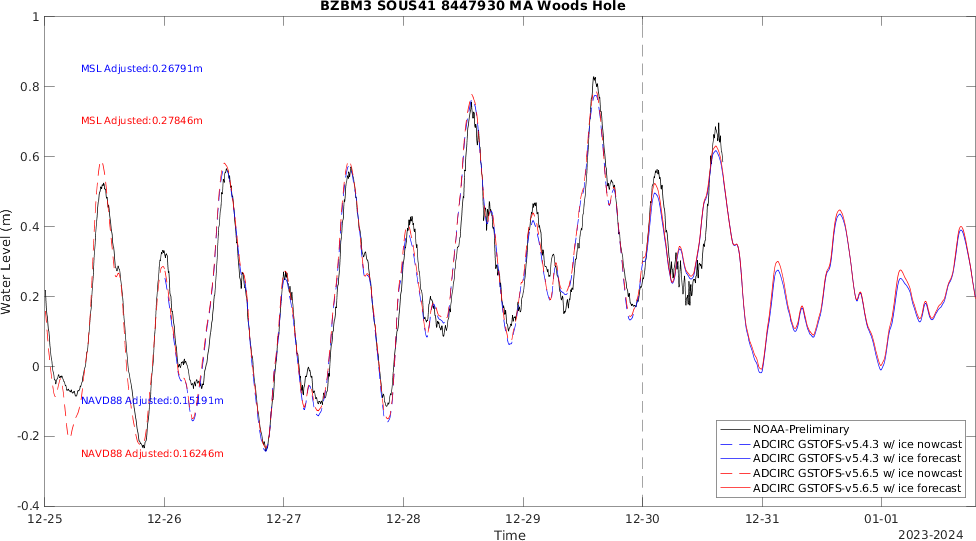 BZBM3 SOUS41 8447930 MA Woods Hole
1
0.8
0.6
0.4
0.2
0
-0.2
-0.4
Water Level (m)
MSL Adjusted:0.26791m
MSL Adjusted:0.27846m
NAVD88 Adjusted:0.15191m
NAVD88 Adjusted:0.16246m
NOAA-Preliminary
ADCIRC GSTOFS-v5.4.3 w/ ice nowcast
ADCIRC GSTOFS-v5.4.3 w/ ice forecast
ADCIRC GSTOFS-v5.6.5 w/ ice nowcast
ADCIRC GSTOFS-v5.6.5 w/ ice forecast
12-25 12-26 12-27 12-28 12-29 12-30 12-31 01-01
Time
2023-2024